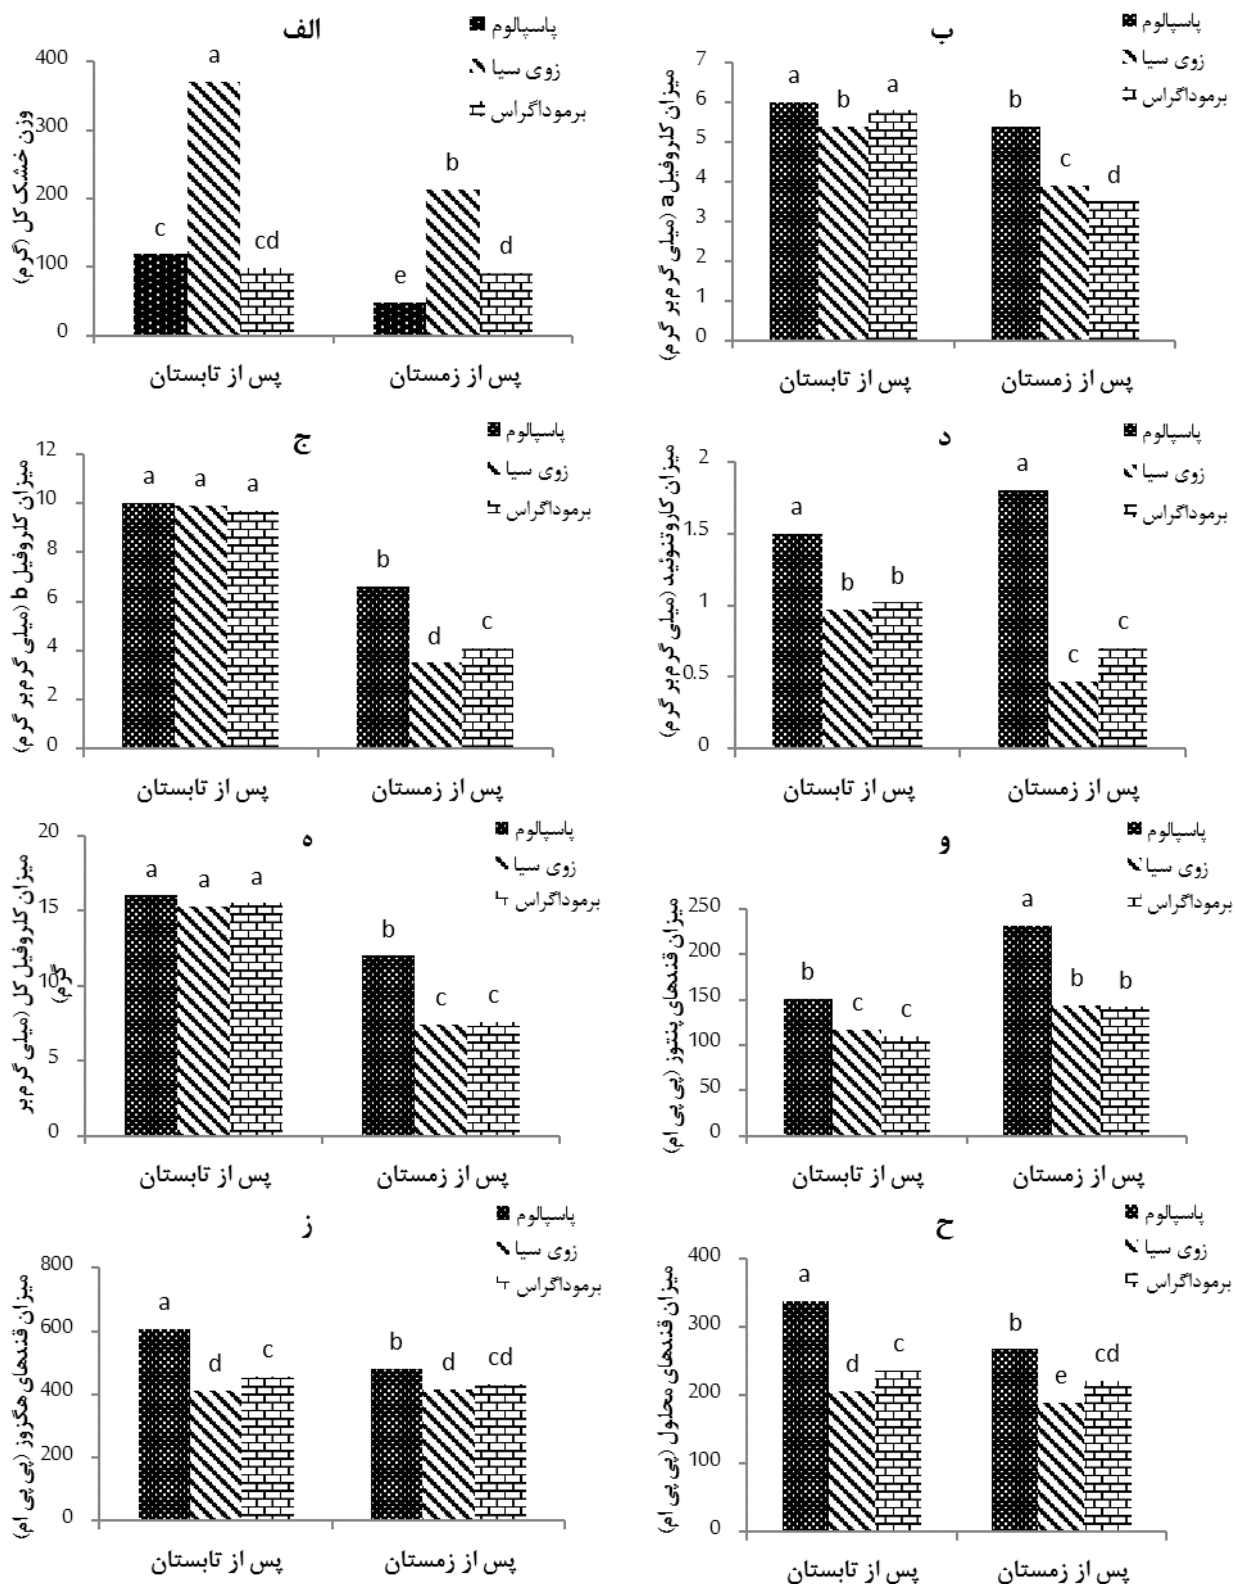 الف
پاسپالوم
زوی سیا
برموداگراس
وزن خشک کل (گرم)
400
300
200
100
0
a
b
c
cd
d
e
پس از تابستان
پس از زمستان
ب
پاسپالوم
زوی سیا
برموداگراس
میزان کلروفیل a (میلی گرم بر گرم)
7
6
5
4
3
2
1
0
a
b
a
b
c
d
پس از تابستان
پس از زمستان
ج
پاسپالوم
زوی سیا
برموداگراس
میزان کلروفیل b (میلی گرم بر گرم)
12
10
8
6
4
2
0
a
a
a
b
d
c
پس از تابستان
پس از زمستان
د
پاسپالوم
زوی سیا
برموداگراس
میزان کاروتنوئید (میلی گرم بر گرم)
2
1.5
1
0.5
0
a
b
b
a
c
c
پس از تابستان
پس از زمستان
ه
پاسپالوم
زوی سیا
برموداگراس
میزان کلروفیل کل (میلی گرم بر
گرم)
20
15
10
5
0
a
a
a
b
c
c
پس از تابستان
پس از زمستان
و
پاسپالوم
زوی سیا
برموداگراس
میزان قندهای پنتوز (پی پی ام)
250
200
150
100
50
0
b
c
c
a
b
b
پس از تابستان
پس از زمستان
ز
پاسپالوم
زوی سیا
برموداگراس
میزان قندهای هگزوز (پی پی ام)
800
600
400
200
0
a
d
c
b
d
cd
پس از تابستان
پس از زمستان
ح
پاسپالوم
زوی سیا
برموداگراس
میزان قندهای محلول (پی پی ام)
400
300
200
100
0
a
d
c
b
e
cd
پس از تابستان
پس از زمستان